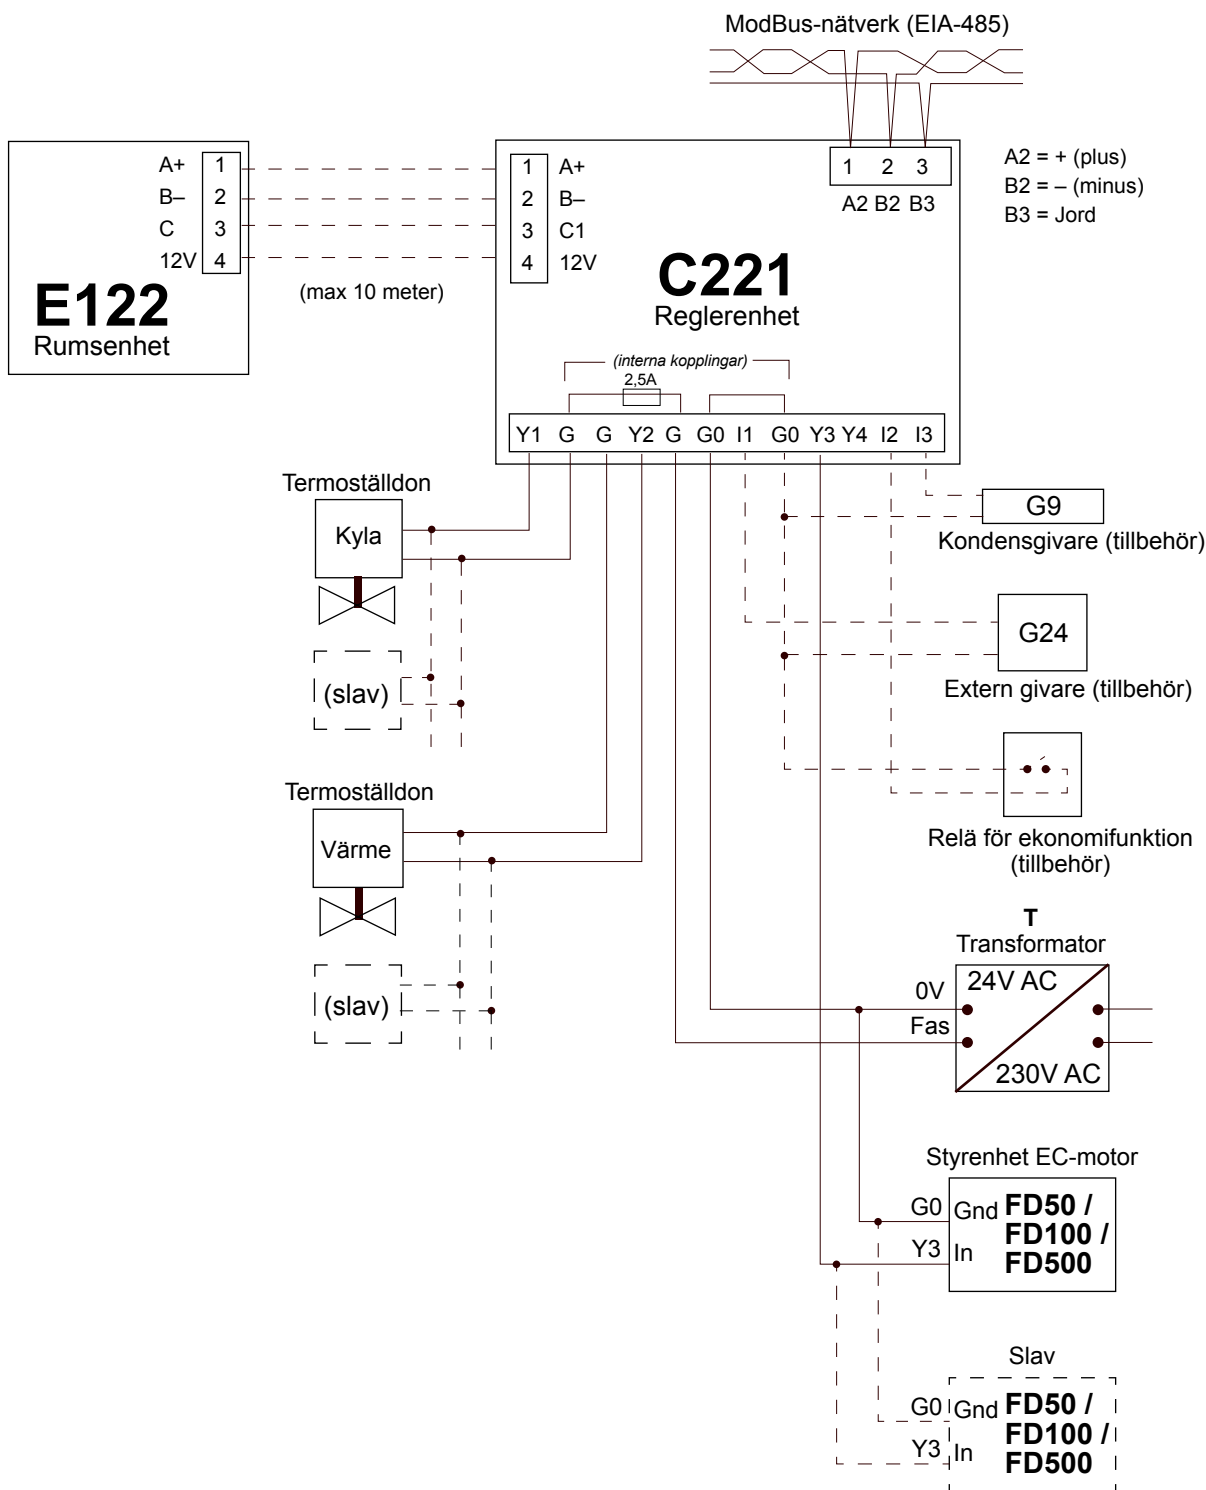 ModBus-nätverk (EIA-485)
1 2 3
A2 B2 B3
A2 = + (plus)
B2 = – (minus)
B3 = Jord
A+ 1
B– 2
C 3
12V 4
E122
Rumsenhet
(max 10 meter)
1 A+
2 B–
3 C1
4 12V
C221
Reglerenhet
(interna kopplingar)
2,5A
Y1 G G Y2 G G0 I1 G0 Y3 Y4 I2 I3
Termoställdon
Kyla
(slav)
Termoställdon
Värme
(slav)
G9
Kondensgivare (tillbehör)
G24
Extern givare (tillbehör)
Relä för ekonomifunktion
(tillbehör)
T
Transformator
0V
Fas
24V AC
230V AC
Styrenhet EC-motor
G0 Gnd
Y3 In
FD50 /
FD100 /
FD500
Slav
G0 Gnd
Y3 In
FD50 /
FD100 /
FD500